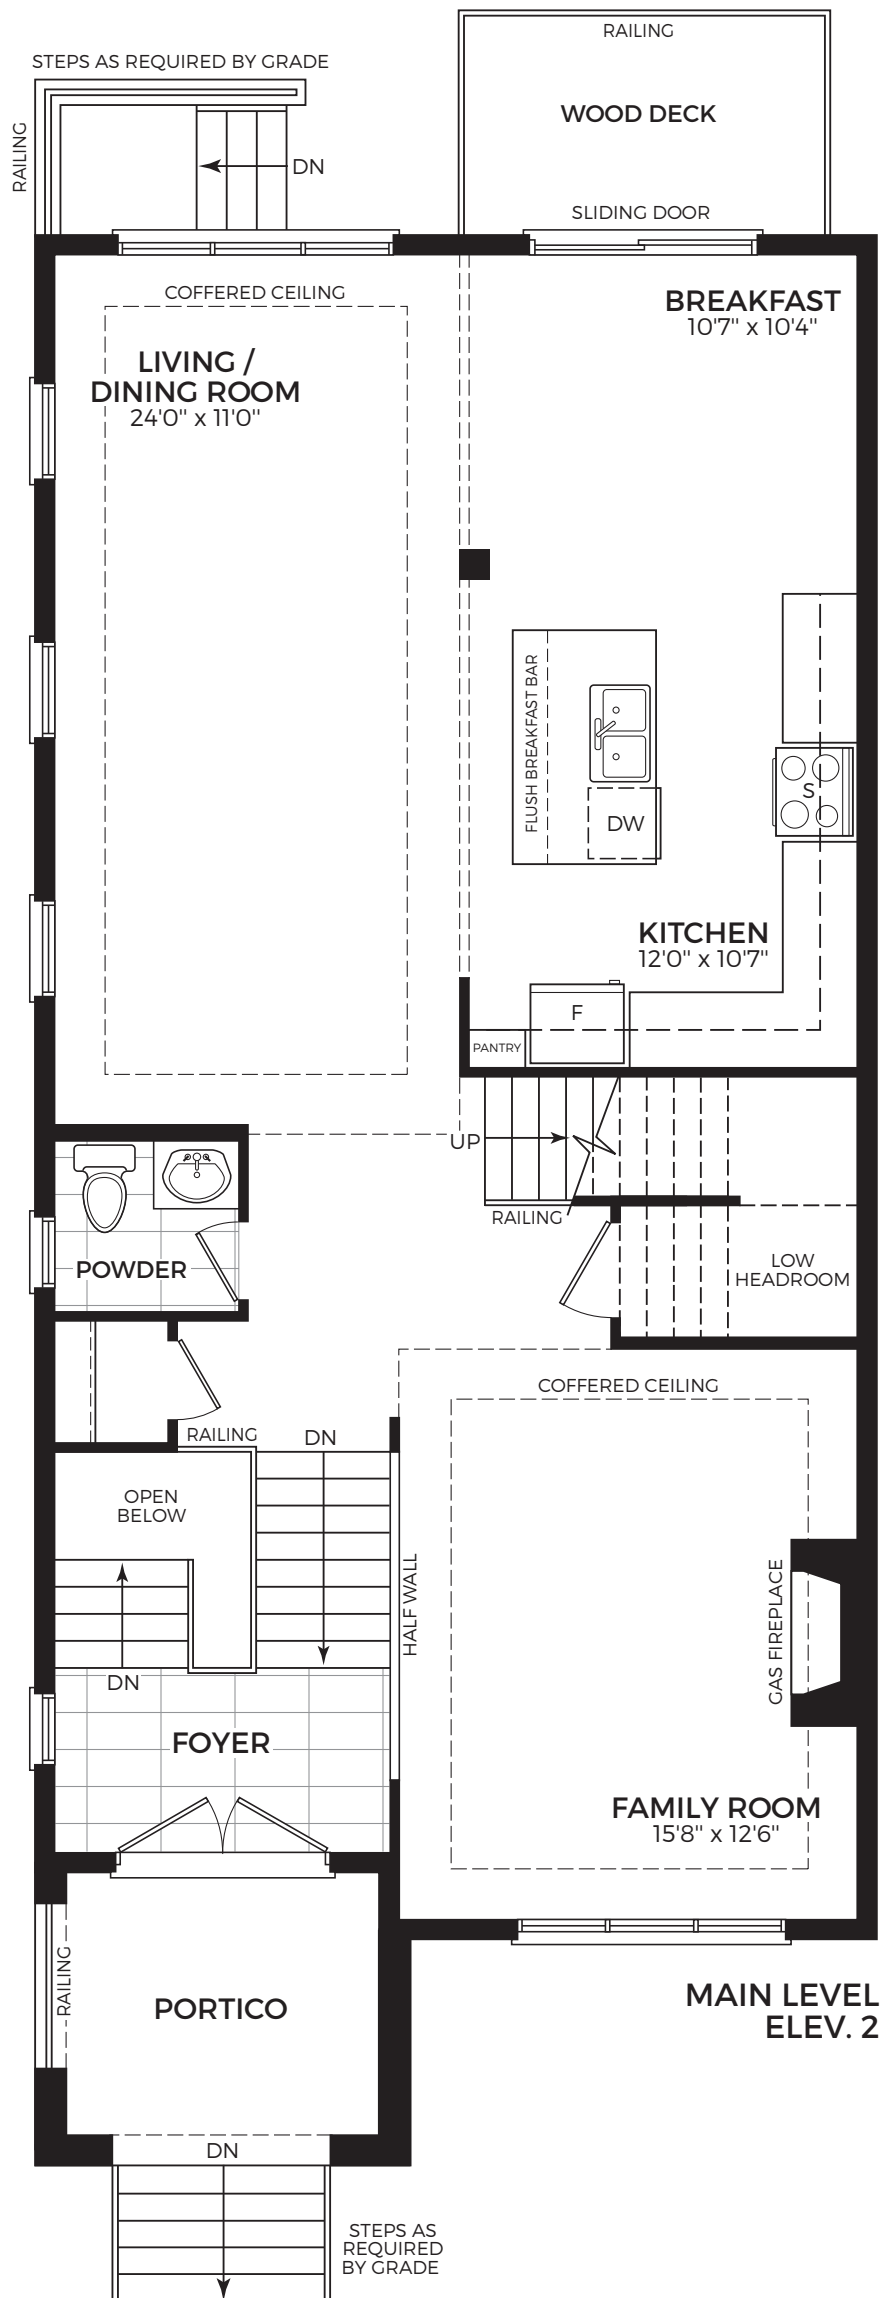 RAILING
STEPS AS REQUIRED BY GRADE
WOOD DECK
RAILING
DN
SLIDING DOOR
COFFERED CEILING
BREAKFAST
10'7" x 10'4"
LIVING /
DINING ROOM
24'0" x 11'0"
FLUSH BREAKFAST BAR
S
DW
KITCHEN
12'0" x 10'7"
F
PANTRY
UP
RAILING
POWDER
LOW
HEADROOM
COFFERED CEILING
RAILING
DN
OPEN
BELOW
HALF WALL
GAS FIREPLACE
DN
FOYER
FAMILY ROOM
15'8" x 12'6"
RAILING
PORTICO
MAIN LEVEL
ELEV. 2
DN
STEPS AS
REQUIRED
BY GRADE